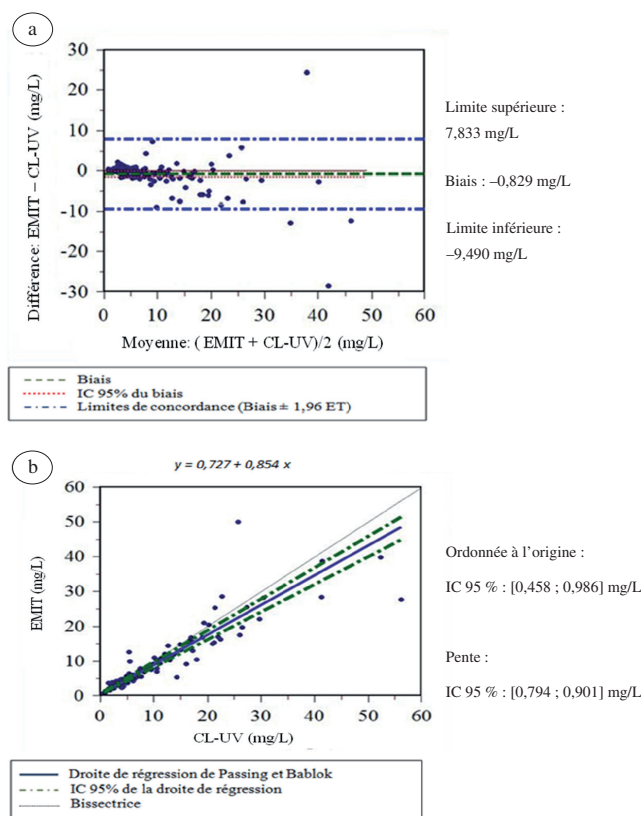 a
30
20
10
0
-10
-20
-30
0 10 20 30 40 50 60
Différence: EMIT – CL-UV (mg/L)
Moyenne: (EMIT + CL-UV)/2 (mg/L)
Limite supérieure :
7,833 mg/L
Biais : –0,829 mg/L
Limite inférieure :
–9,490 mg/L
Biais
IC 95% du biais
Limites de concordance (Biais ± 1,96 ET)
b
y = 0,727 + 0,854 x
60
50
40
30
20
10
0
0 10 20 30 40 50 60
EMIT (mg/L)
CL-UV (mg/L)
Ordonnée à l’origine :
IC 95 % : [0,458 ; 0,986] mg/L
Pente :
IC 95 % : [0,794 ; 0,901] mg/L
Droite de régression de Passing et Bablok
IC 95% de la droite de régression
Bissectrice